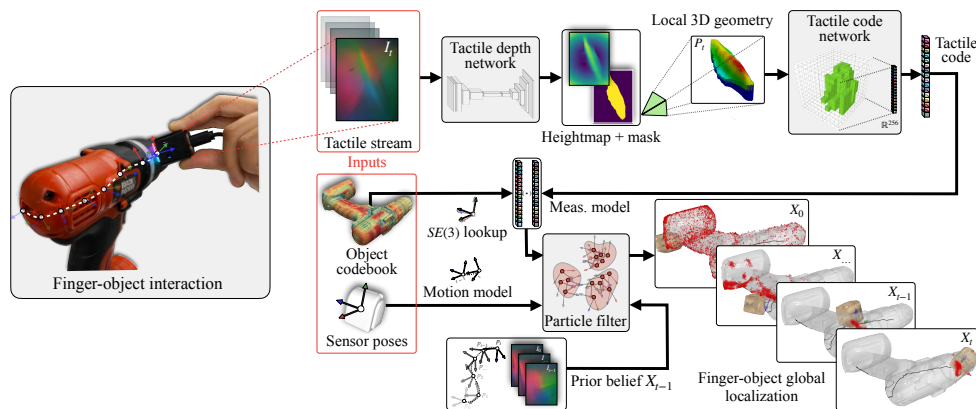 I_t
Tactile stream
Inputs
Tactile depth
network
Heightmap + mask
Local 3D geometry
P_t
Tactile code
network
ℝ^256
Tactile
code
Finger-object interaction
Object
codebook
SE(3) lookup
Meas. model
Motion model
Sensor poses
Particle filter
Prior belief X_{t−1}
X_0
X_...
X_{t−1}
X_t
Finger-object global
localization